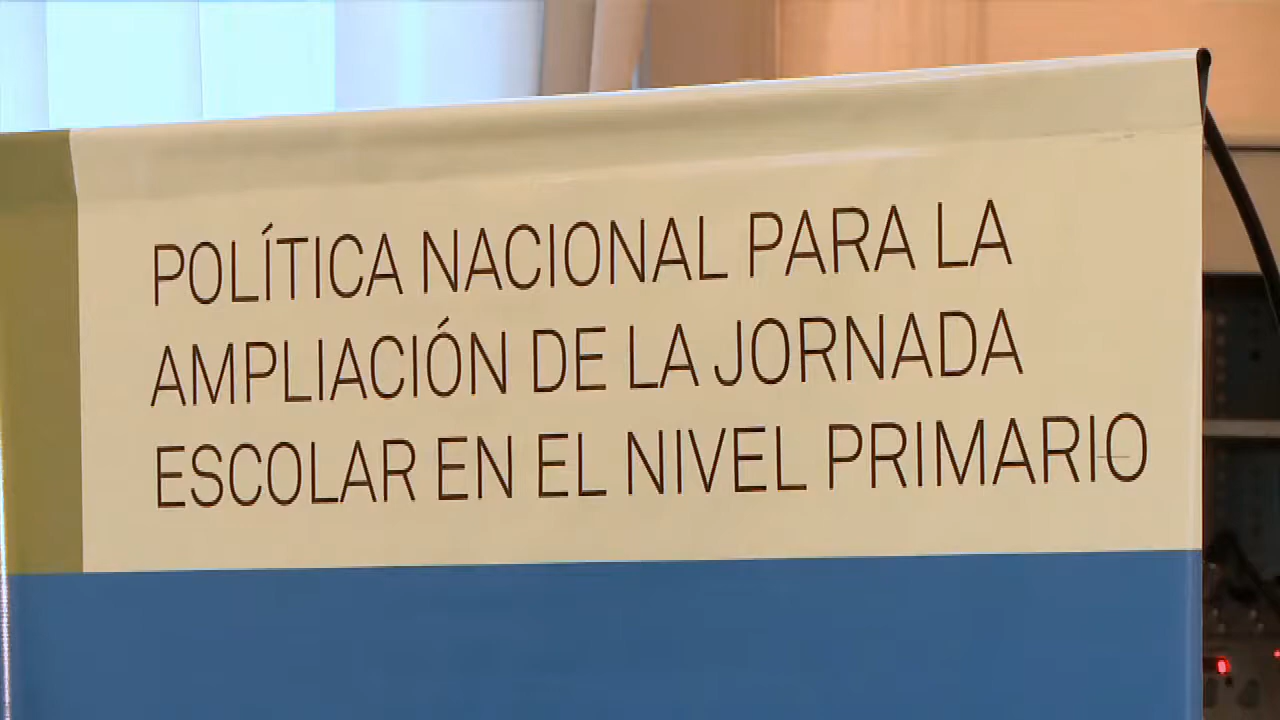 POLÍTICA NACIONAL PARA LA
AMPLIACIÓN DE LA JORNADA
ESCOLAR EN EL NIVEL PRIMARIO